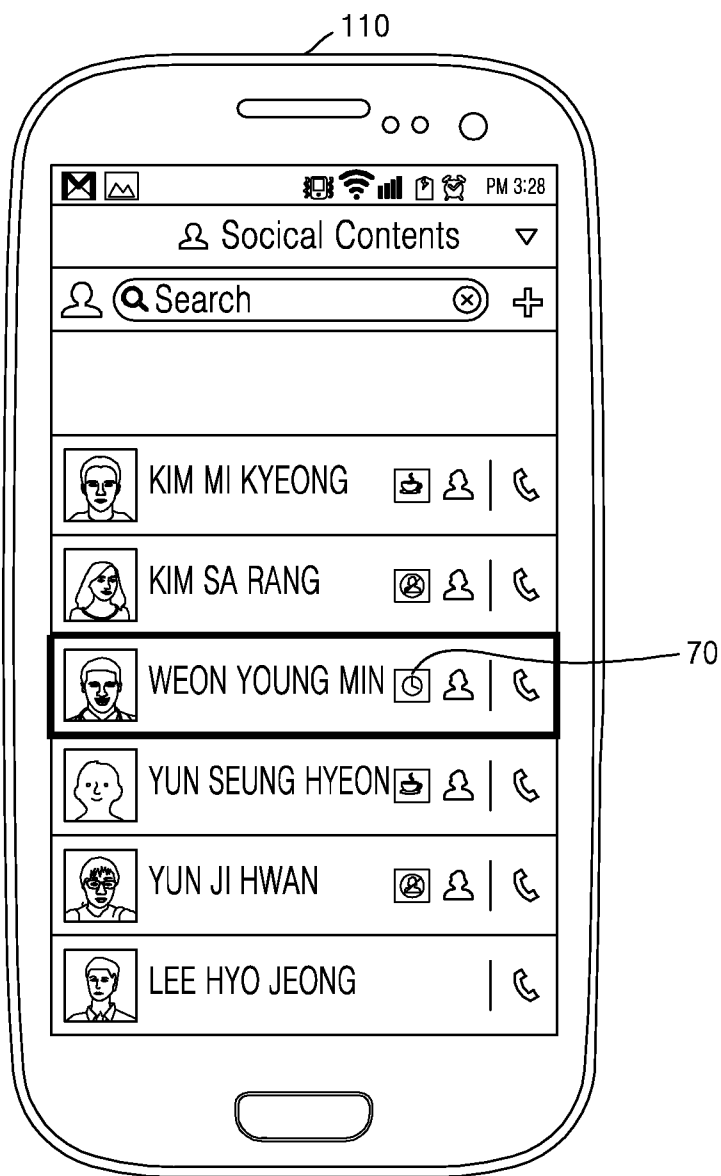 110
PM 3:28
Socical Contents
Search
KIM MI KYEONG
KIM SA RANG
WEON YOUNG MIN
70
YUN SEUNG HYEON
YUN JI HWAN
LEE HYO JEONG